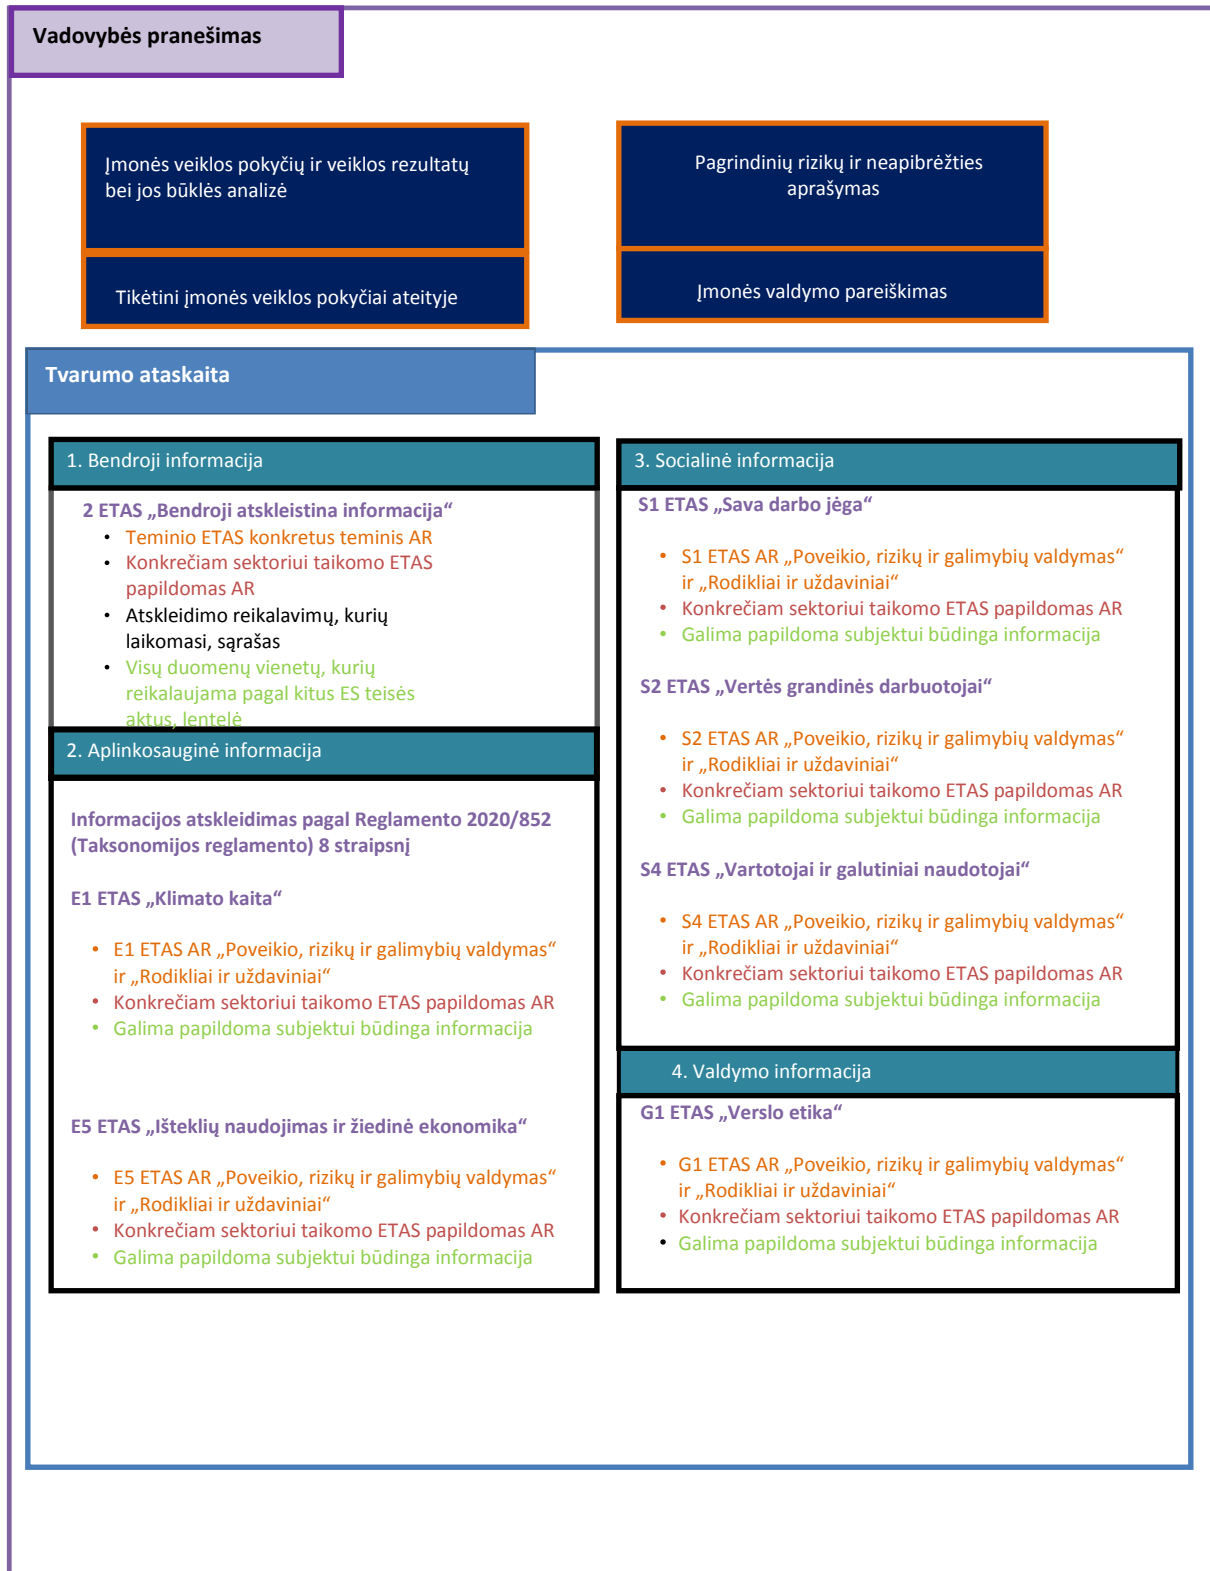 Vadovybės pranešimas
Įmonės veiklos pokyčių ir veiklos rezultatų
bei jos būklės analizė
Tikėtini įmonės veiklos pokyčiai ateityje
Pagrindinių rizikų ir neapibrėžties
aprašymas
Įmonės valdymo pareiškimas
Tvarumo ataskaita
1. Bendroji informacija
2 ETAS „Bendroji atskleistina informacija“
• Teminio ETAS konkretus teminis AR
• Konkrečiam sektoriui taikomo ETAS
papildomas AR
• Atskleidimo reikalavimų, kurių
laikomasi, sąrašas
• Visų duomenų vienetų, kurių
reikalaujama pagal kitus ES teisės
aktus, lentelė
2. Aplinkosauginė informacija
Informacijos atskleidimas pagal Reglamento 2020/852
(Taksonomijos reglamento) 8 straipsnį
E1 ETAS „Klimato kaita“
• E1 ETAS AR „Poveikio, rizikų ir galimybių valdymas“
ir „Rodikliai ir uždaviniai“
• Konkrečiam sektoriui taikomo ETAS papildomas AR
• Galima papildoma subjektui būdinga informacija
E5 ETAS „Išteklių naudojimas ir žiedinė ekonomika“
• E5 ETAS AR „Poveikio, rizikų ir galimybių valdymas“
ir „Rodikliai ir uždaviniai“
• Konkrečiam sektoriui taikomo ETAS papildomas AR
• Galima papildoma subjektui būdinga informacija
3. Socialinė informacija
S1 ETAS „Sava darbo jėga“
• S1 ETAS AR „Poveikio, rizikų ir galimybių valdymas“
ir „Rodikliai ir uždaviniai“
• Konkrečiam sektoriui taikomo ETAS papildomas AR
• Galima papildoma subjektui būdinga informacija
S2 ETAS „Vertės grandinės darbuotojai“
• S2 ETAS AR „Poveikio, rizikų ir galimybių valdymas“
ir „Rodikliai ir uždaviniai“
• Konkrečiam sektoriui taikomo ETAS papildomas AR
• Galima papildoma subjektui būdinga informacija
S4 ETAS „Vartotojai ir galutiniai naudotojai“
• S4 ETAS AR „Poveikio, rizikų ir galimybių valdymas“
ir „Rodikliai ir uždaviniai“
• Konkrečiam sektoriui taikomo ETAS papildomas AR
• Galima papildoma subjektui būdinga informacija
4. Valdymo informacija
G1 ETAS „Verslo etika“
• G1 ETAS AR „Poveikio, rizikų ir galimybių valdymas“
ir „Rodikliai ir uždaviniai“
• Konkrečiam sektoriui taikomo ETAS papildomas AR
• Galima papildoma subjektui būdinga informacija